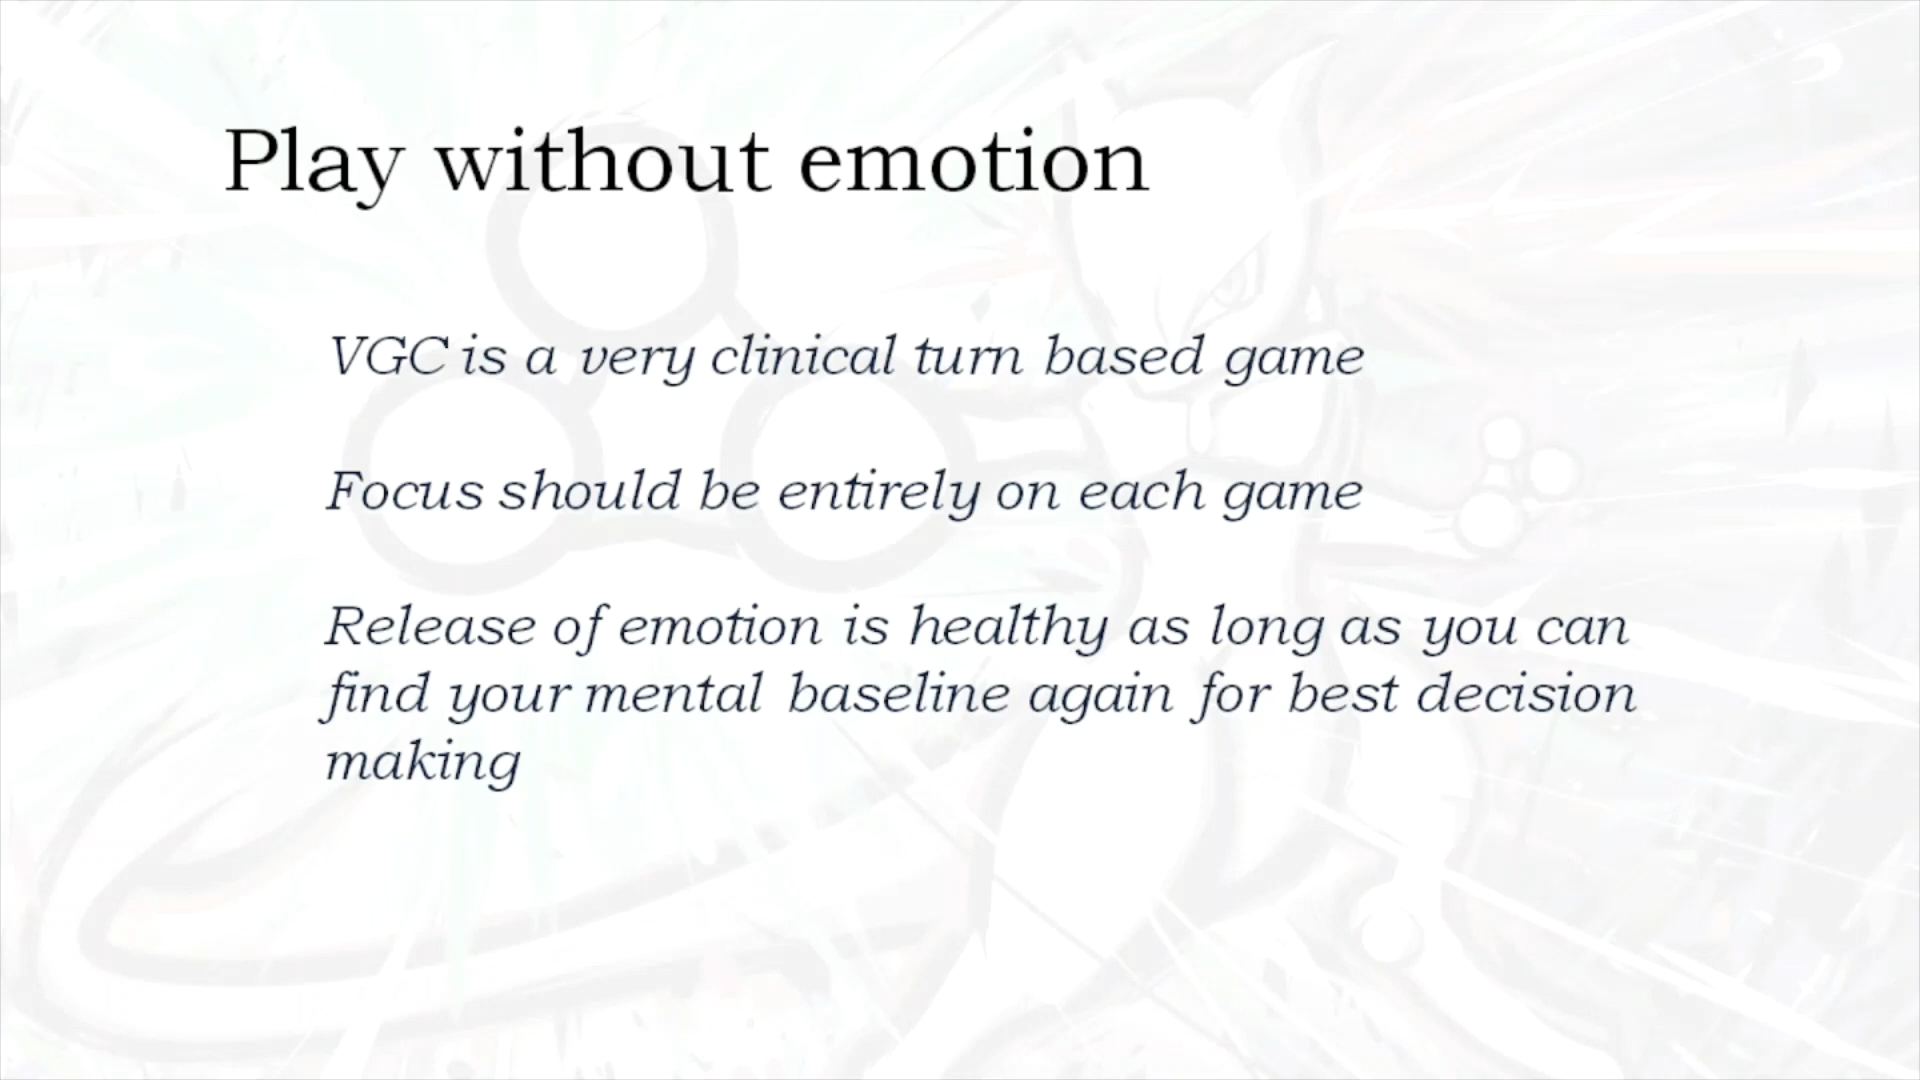 Play without emotion
VGC is a very clinical turn based game
Focus should be entirely on each game
Release of emotion is healthy as long as you can
find your mental baseline again for best decision
making